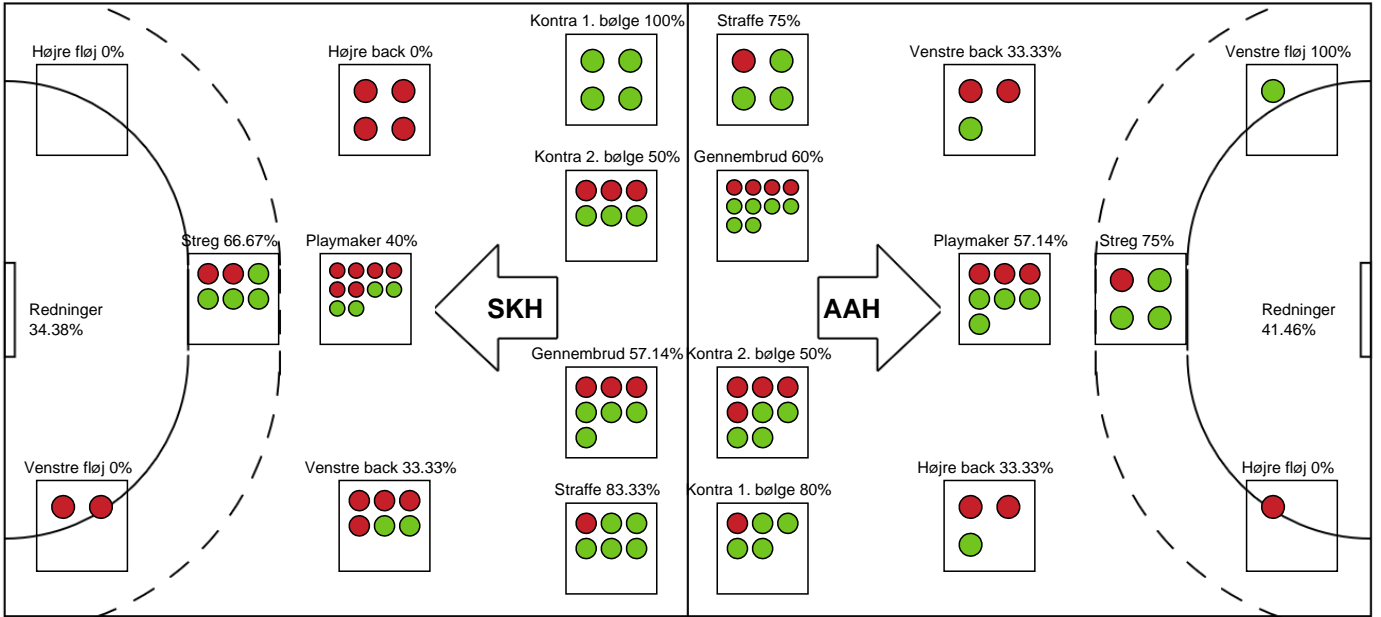 Kontra 1. bølge 100%
Straffe 75%
Højre fløj 0%
Højre back 0%
Venstre back 33.33%
Venstre fløj 100%
Kontra 2. bølge 50%
Gennembrud 60%
Streg 66.67%
Playmaker 40%
Playmaker 57.14%
Streg 75%
Redninger
34.38%
SKH
AAH
Redninger
41.46%
Gennembrud 57.14%
Kontra 2. bølge 50%
Venstre fløj 0%
Venstre back 33.33%
Højre back 33.33%
Højre fløj 0%
Straffe 83.33%
Kontra 1. bølge 80%